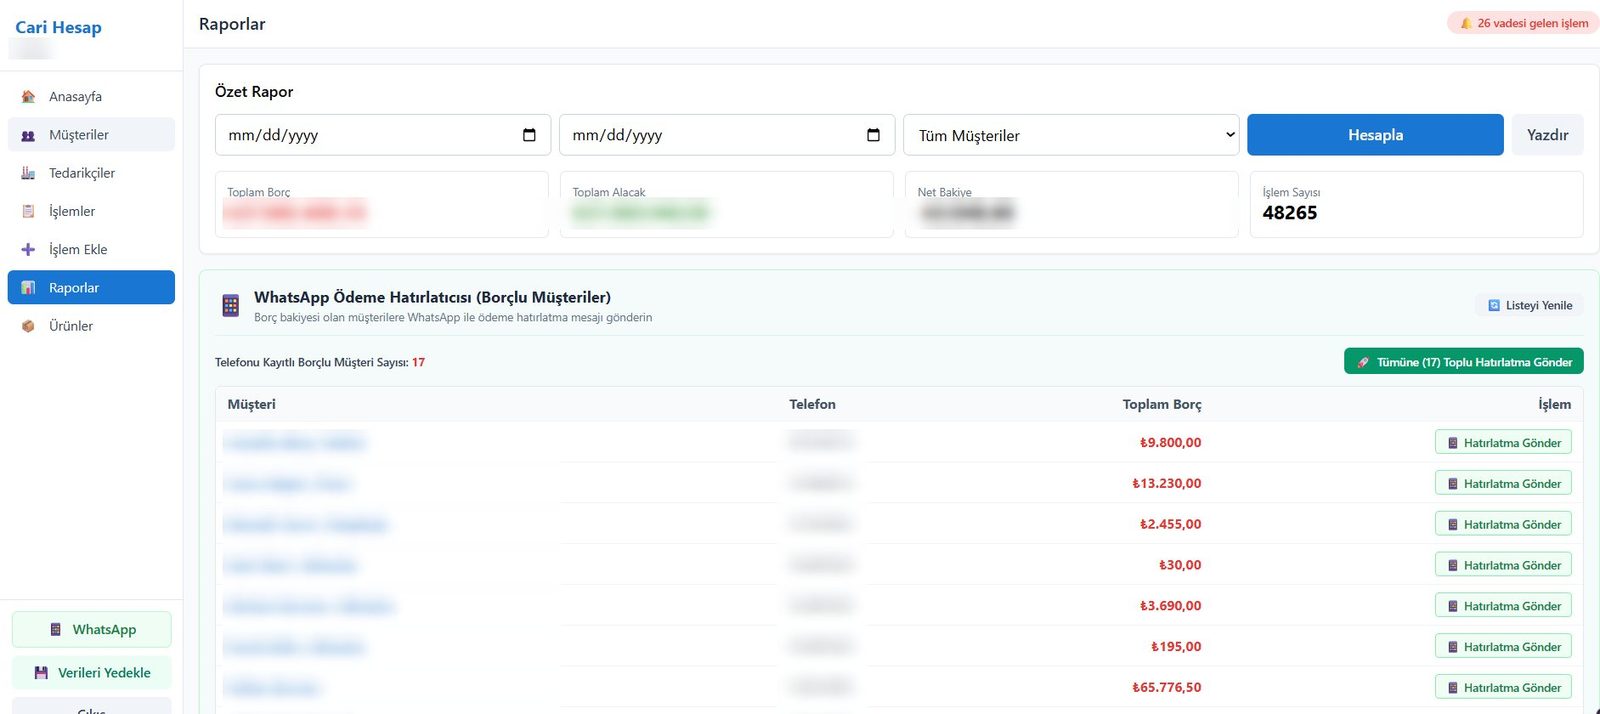 Cari Hesap
Raporlar
26 vadesi gelen işlem
Anasayfa
Müşteriler
Tedarikçiler
İşlemler
İşlem Ekle
Raporlar
Ürünler
WhatsApp
Verileri Yedekle
Çıkış
Özet Rapor
mm/dd/yyyy
mm/dd/yyyy
Tüm Müşteriler
Hesapla
Yazdır
Toplam Borç
Toplam Alacak
Net Bakiye
İşlem Sayısı
48265
WhatsApp Ödeme Hatırlatıcısı (Borçlu Müşteriler)
Borç bakiyesi olan müşterilere WhatsApp ile ödeme hatırlatma mesajı gönderin
Listeyi Yenile
Telefonu Kayıtlı Borçlu Müşteri Sayısı: 17
Tümüne (17) Toplu Hatırlatma Gönder
Müşteri Telefon Toplam Borç İşlem
₺9.800,00 Hatırlatma Gönder
₺13.230,00 Hatırlatma Gönder
₺2.455,00 Hatırlatma Gönder
₺30,00 Hatırlatma Gönder
₺3.690,00 Hatırlatma Gönder
₺195,00 Hatırlatma Gönder
₺65.776,50 Hatırlatma Gönder